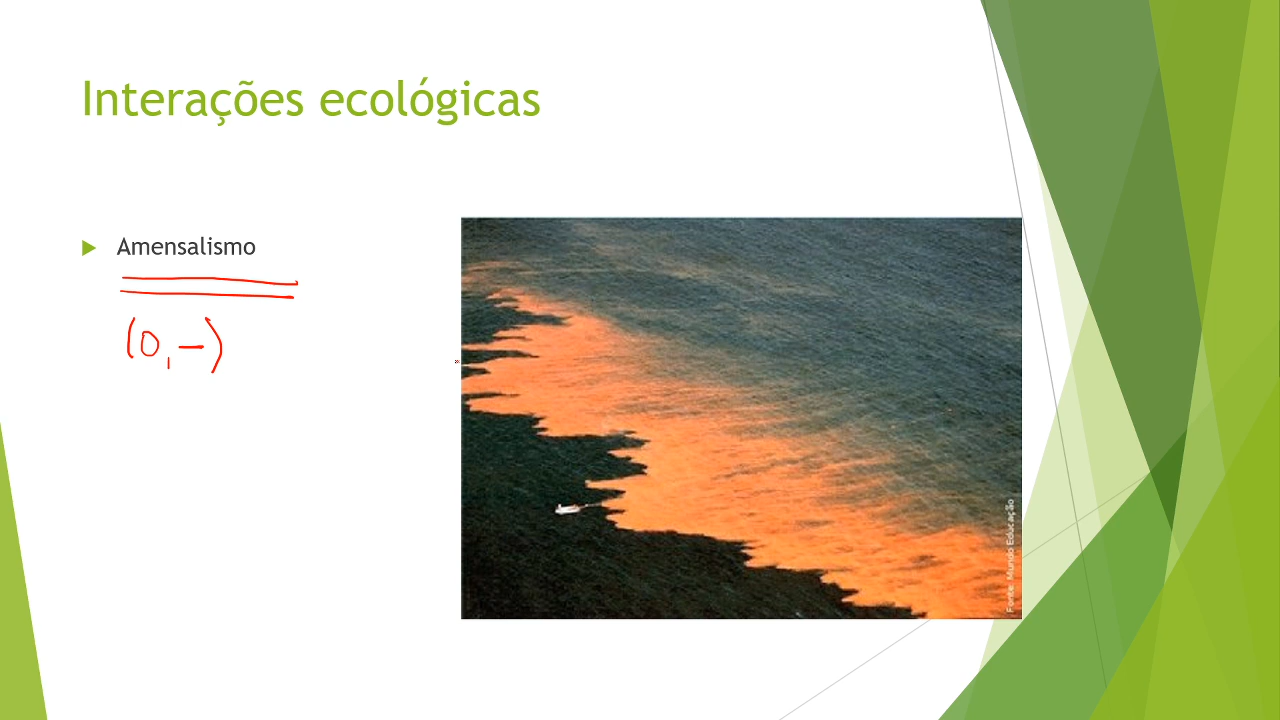 Interações ecológicas
Amensalismo
(0, -)
Fonte: Mundo Educação